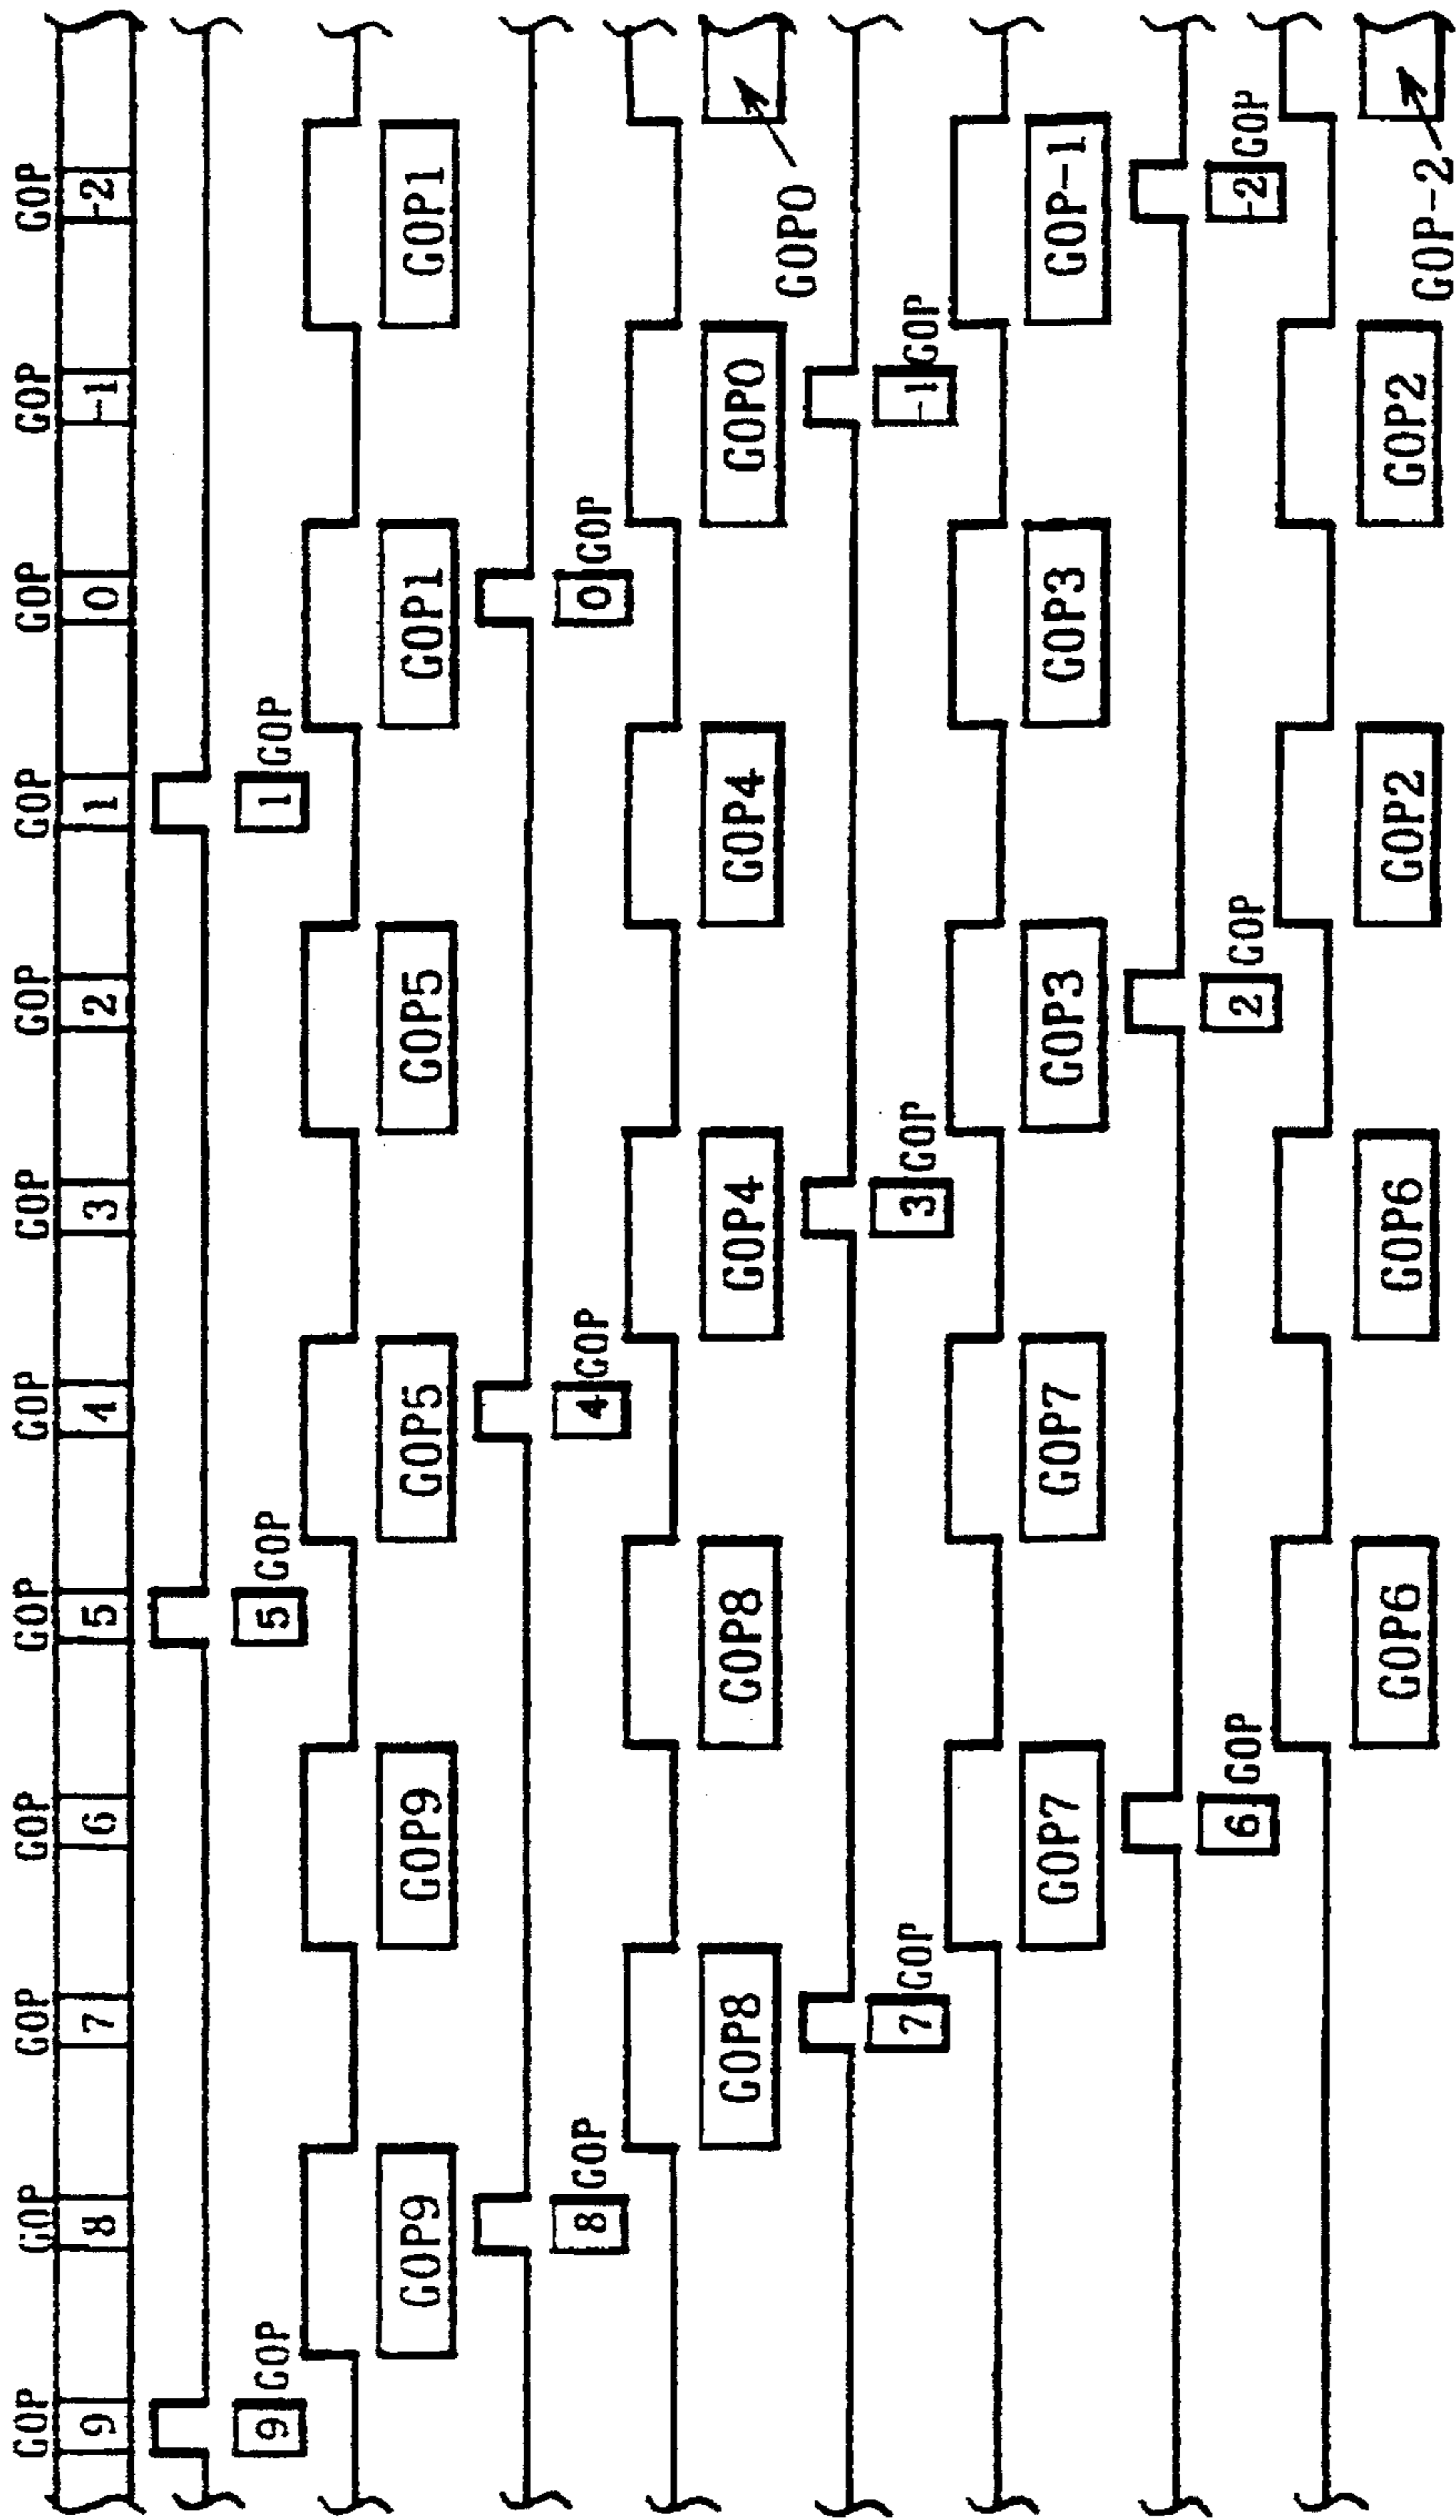 GOP GOP GOP GOP GOP GOP GOP GOP GOP GOP GOP GOP
9 8 7 6 5 4 3 2 1 0 -1 -2
9 GOP 5 GOP 1 GOP
GOP9 GOP9 GOP5 GOP5 GOP1 GOP1
8 GOP 4 GOP 0 GOP
GOP8 GOP8 GOP4 GOP4 GOP0
GOP0
7 GOP 3 GOP -1 GOP
GOP7 GOP7 GOP3 GOP3 GOP-1
6 GOP 2 GOP -2 GOP
GOP6 GOP6 GOP2 GOP2
GOP-2